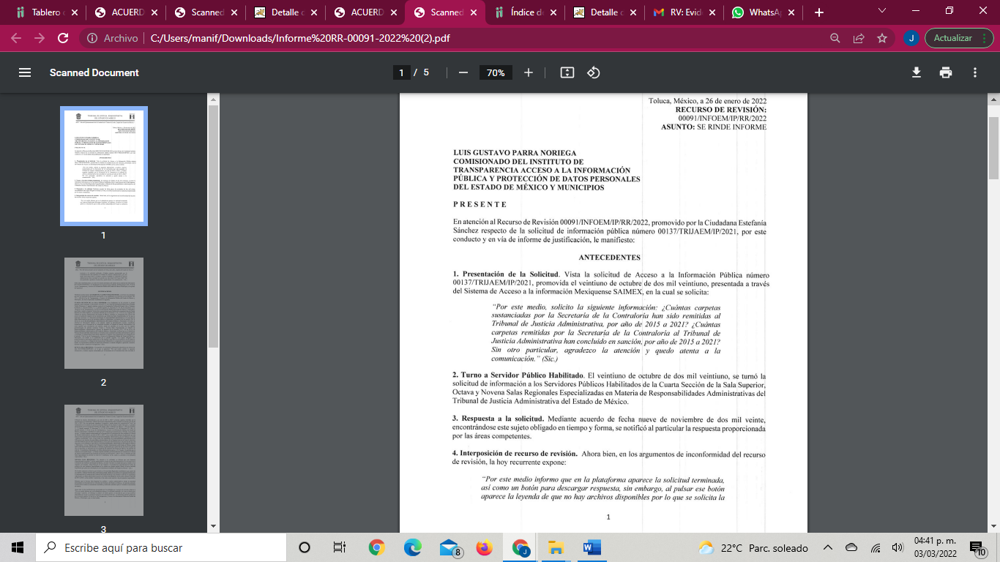 Tablero
ACUERD
Scanned
Detalle
ACUERD
Scanned
Índice d
Detalle
RV: Evid
WhatsA
Archivo
C:/Users/manif/Downloads/Informe%20RR-00091-2022%20(2).pdf
J
Actualizar
Scanned Document
1 / 5
70%
1
2
3
Toluca, México, a 26 de enero de 2022
RECURSO DE REVISIÓN:
00091/INFOEM/IP/RR/2022
ASUNTO: SE RINDE INFORME
LUIS GUSTAVO PARRA NORIEGA
COMISIONADO DEL INSTITUTO DE
TRANSPARENCIA ACCESO A LA INFORMACIÓN
PÚBLICA Y PROTECCIÓN DE DATOS PERSONALES
DEL ESTADO DE MÉXICO Y MUNICIPIOS
P R E S E N T E
En atención al Recurso de Revisión 00091/INFOEM/IP/RR/2022, promovido por la Ciudadana Estefanía
Sánchez respecto de la solicitud de información pública número 00137/TRIJAEM/IP/2021, por este
conducto y en vía de informe de justificación, le manifiesto:
ANTECEDENTES
1. Presentación de la Solicitud. Vista la solicitud de Acceso a la Información Pública número
00137/TRIJAEM/IP/2021, promovida el veintiuno de octubre de dos mil veintiuno, presentada a través
del Sistema de Acceso a la información Mexiquense SAIMEX, en la cual se solicita:
“Por este medio, solicito la siguiente información: ¿Cuántas carpetas
sustanciadas por la Secretaría de la Contraloría han sido remitidas al
Tribunal de Justicia Administrativa, por año de 2015 a 2021? ¿Cuántas
carpetas remitidas por la Secretaría de la Contraloría al Tribunal de
Justicia Administrativa han concluido en sanción, por año de 2015 a 2021?
Sin otro particular, agradezco la atención y quedo atenta a la
comunicación.” (Sic.)
2. Turno a Servidor Público Habilitado. El veintiuno de octubre de dos mil veintiuno, se turnó la
solicitud de información a los Servidores Públicos Habilitados de la Cuarta Sección de la Sala Superior,
Octava y Novena Salas Regionales Especializadas en Materia de Responsabilidades Administrativas del
Tribunal de Justicia Administrativa del Estado de México.
3. Respuesta a la solicitud. Mediante acuerdo de fecha nueve de noviembre de dos mil veinte,
encontrándose este sujeto obligado en tiempo y forma, se notificó al particular la respuesta proporcionada
por las áreas competentes.
4. Interposición de recurso de revisión. Ahora bien, en los argumentos de inconformidad del recurso
de revisión, la hoy recurrente expone:
“Por este medio informo que en la plataforma aparece la solicitud terminada,
así como un botón para descargar respuesta, sin embargo, al pulsar ese botón
aparece la leyenda de que no hay archivos disponibles por lo que se solicita la
1
Escribe aquí para buscar
8
J
22°C Parc. soleado
04:41 p. m.
03/03/2022
10